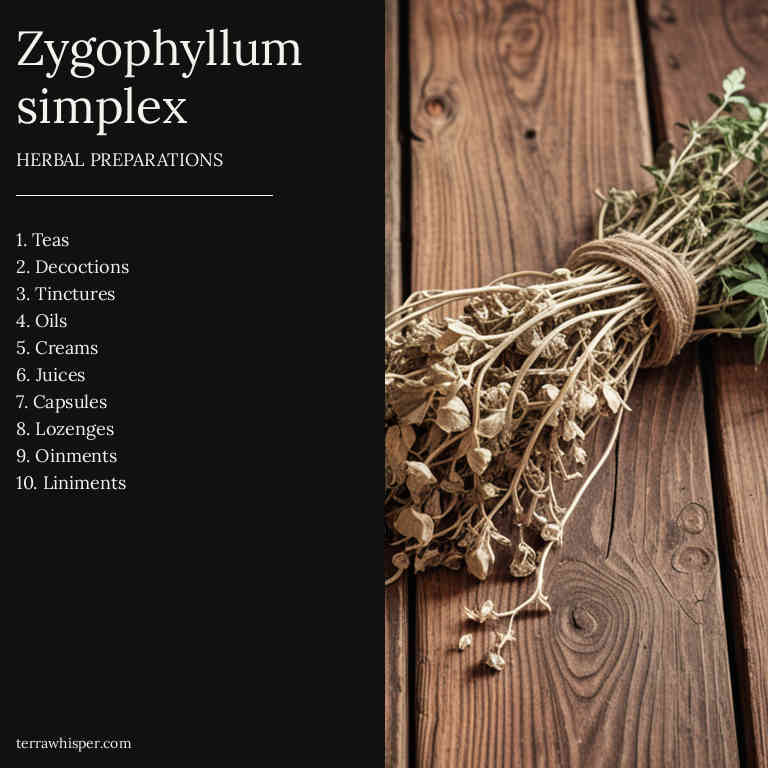 Zygophyllum
simplex
HERBAL PREPARATIONS
1. Teas
2. Decoctions
3. Tinctures
4. Oils
5. Creams
6. Juices
7. Capsules
8. Lozenges
9. Oinments
10. Liniments
terrawhisper.com